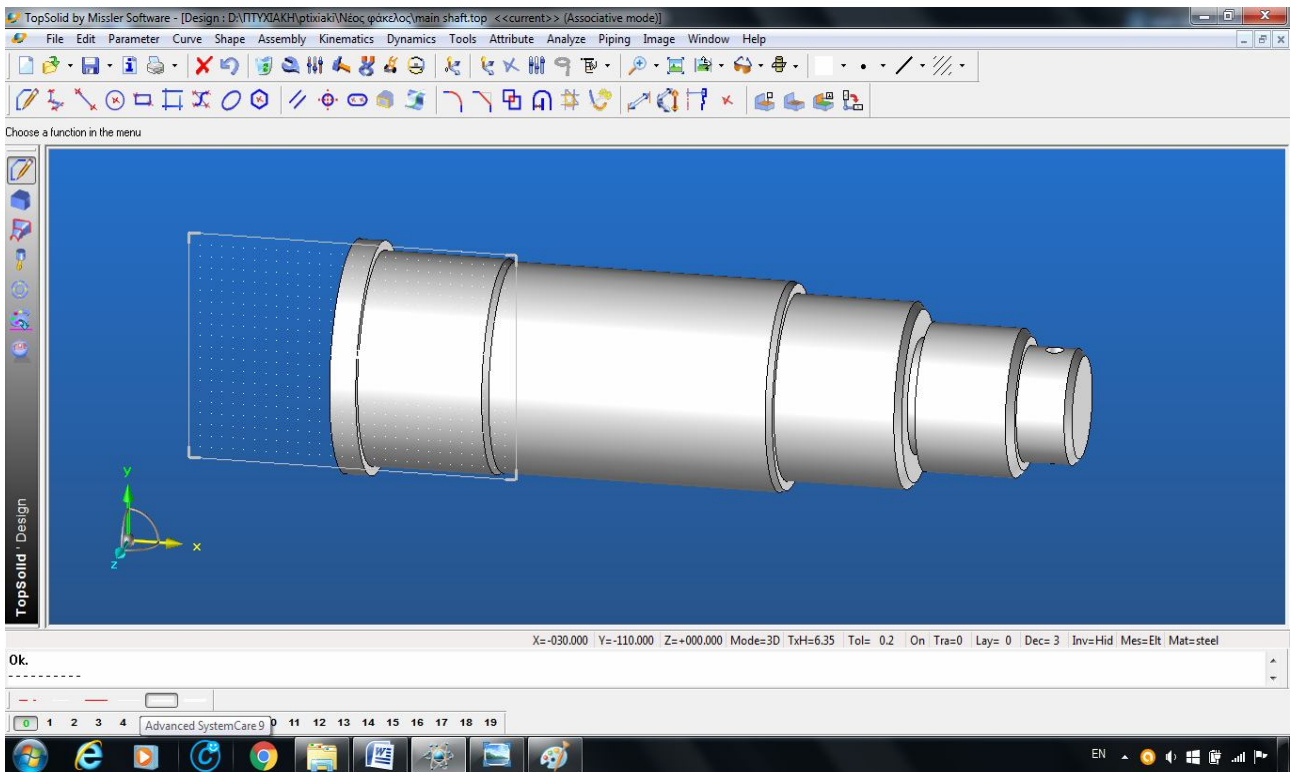 TopSolid by Missler Software - [Design : D:\ΠΤΥΧΙΑΚΗ\ptixiaki\Νέος φάκελος\main shaft.top <<current>> (Associative mode)]
File Edit Parameter Curve Shape Assembly Kinematics Dynamics Tools Attribute Analyze Piping Image Window Help
Choose a function in the menu
y
x
z
TopSolid'Design
X=-030.000 Y=-110.000 Z=+000.000 Mode=3D TxH=6.35 Tol= 0.2 On Tra=0 Lay= 0 Dec= 3 Inv=Hid Mes=Elt Mat=steel
Ok.
----------
0 1 2 3 4 Advanced SystemCare 9 0 11 12 13 14 15 16 17 18 19
EN